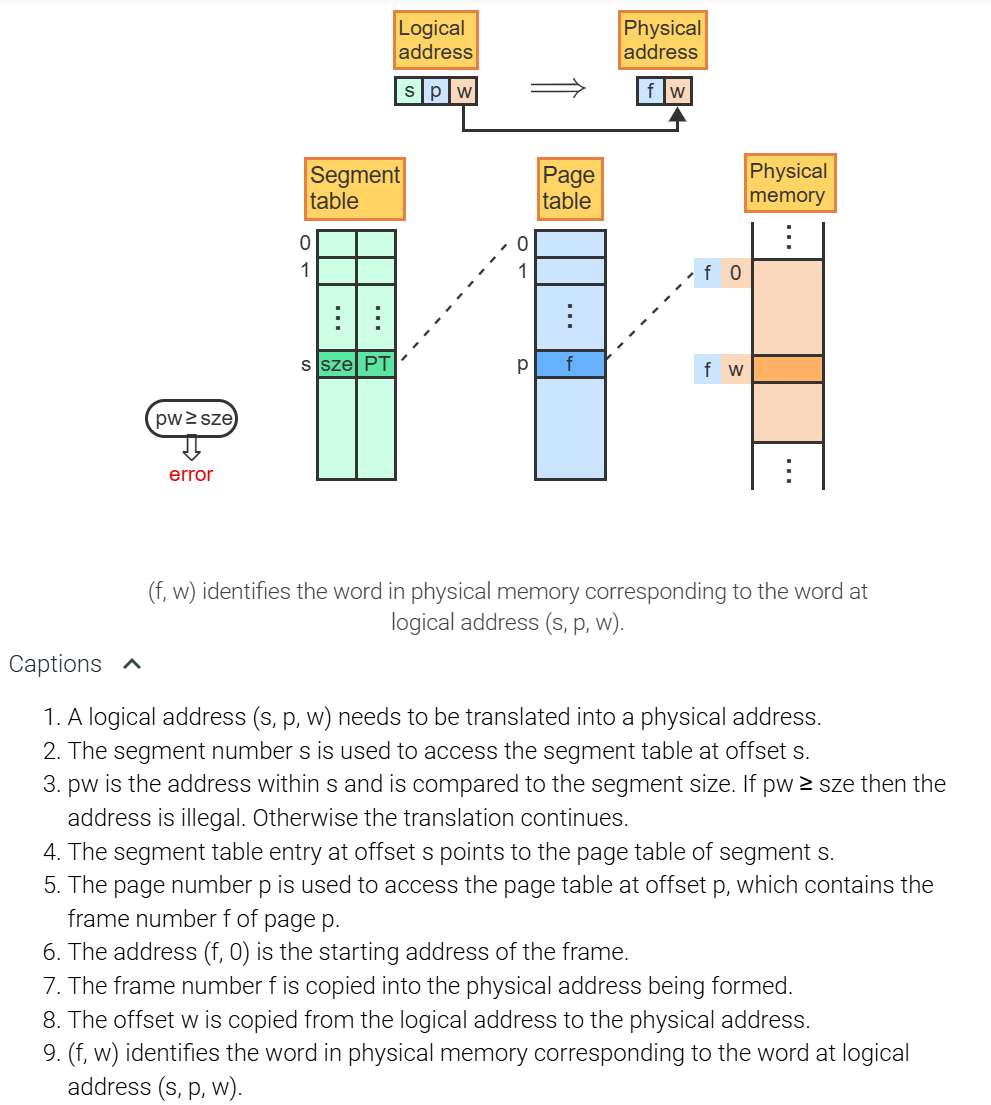 Logical
address
Physical
address
s p w
f w
Segment
table
Page
table
Physical
memory
0
1
⋮ ⋮
s sze PT
0
1
⋮
p f
⋮
f 0
f w
⋮
pw ≥ sze
error
(f, w) identifies the word in physical memory corresponding to the word at
logical address (s, p, w).
Captions
1. A logical address (s, p, w) needs to be translated into a physical address.
2. The segment number s is used to access the segment table at offset s.
3. pw is the address within s and is compared to the segment size. If pw ≥ sze then the
address is illegal. Otherwise the translation continues.
4. The segment table entry at offset s points to the page table of segment s.
5. The page number p is used to access the page table at offset p, which contains the
frame number f of page p.
6. The address (f, 0) is the starting address of the frame.
7. The frame number f is copied into the physical address being formed.
8. The offset w is copied from the logical address to the physical address.
9. (f, w) identifies the word in physical memory corresponding to the word at logical
address (s, p, w).